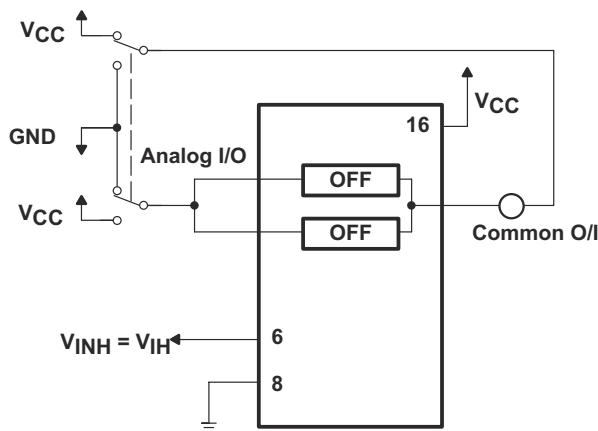 VCC
VCC
16
GND
Analog I/O
OFF
VCC
OFF
Common O/I
VINH = VIH
6
8